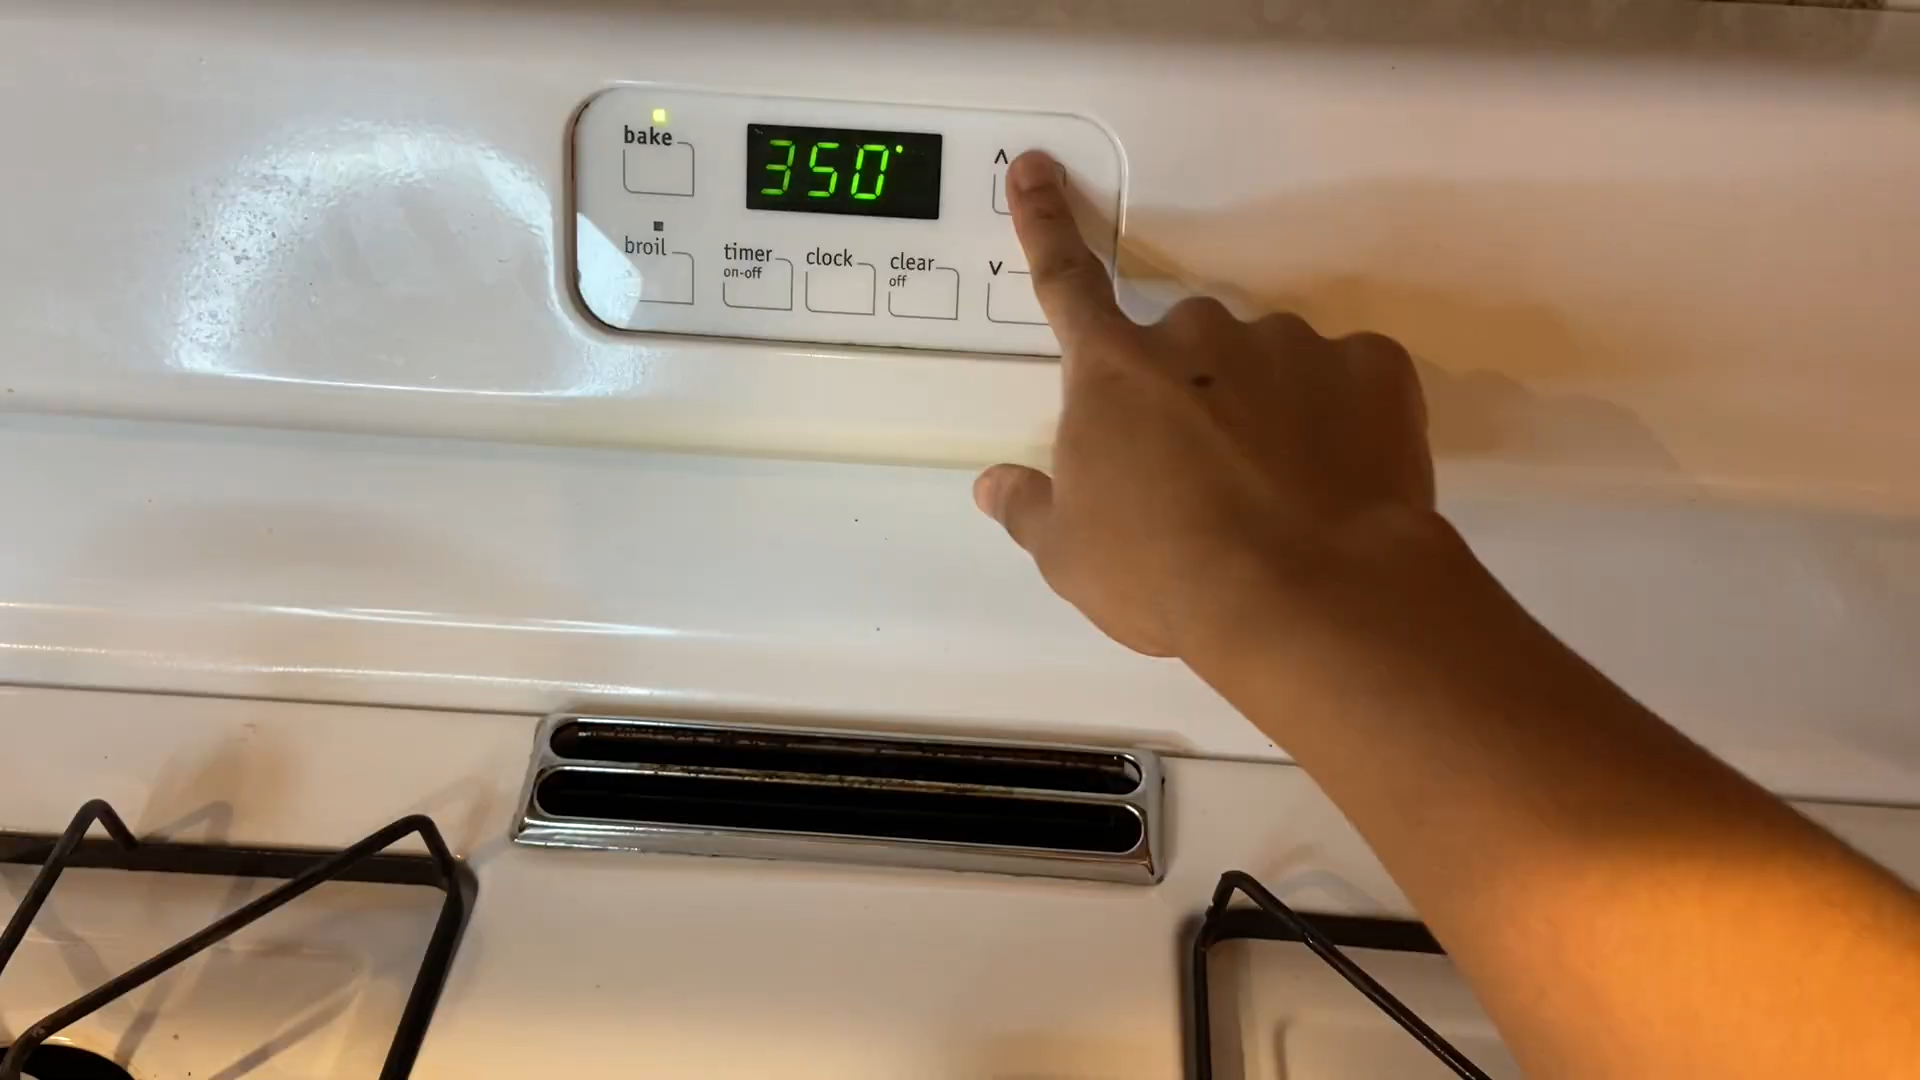 bake
350°
^
broil
timer
on-off
clock
clear
off
v